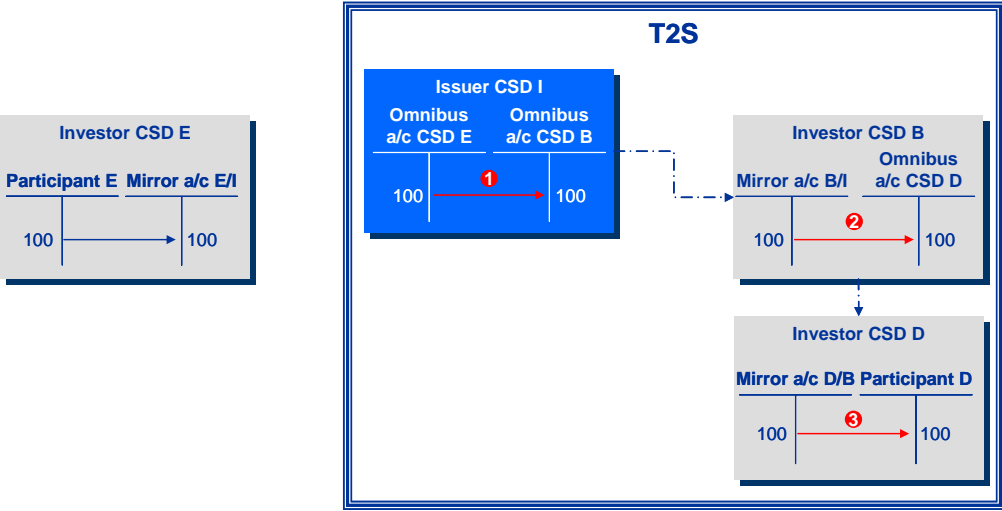 T2S
Investor CSD E
Participant E Mirror a/c E/I
100 100
Issuer CSD I
Omnibus a/c CSD E
Omnibus a/c CSD B
1
100 100
Investor CSD B
Mirror a/c B/I
Omnibus a/c CSD D
2
100 100
Investor CSD D
Mirror a/c D/B Participant D
3
100 100